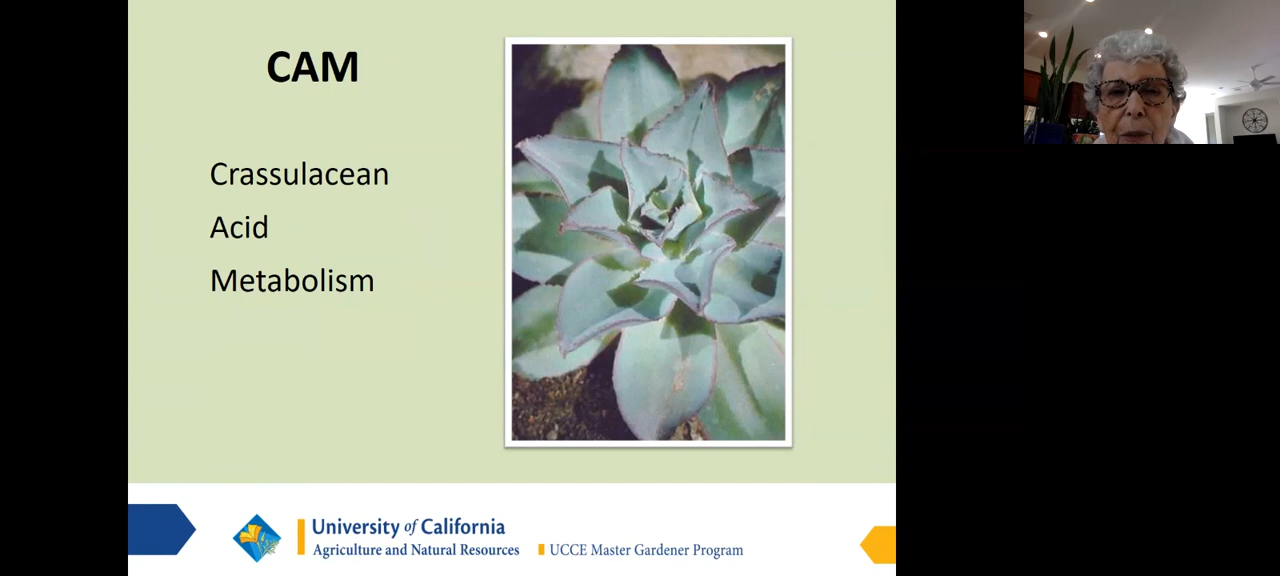 CAM
Crassulacean
Acid
Metabolism
University of California
Agriculture and Natural Resources
UCCE Master Gardener Program